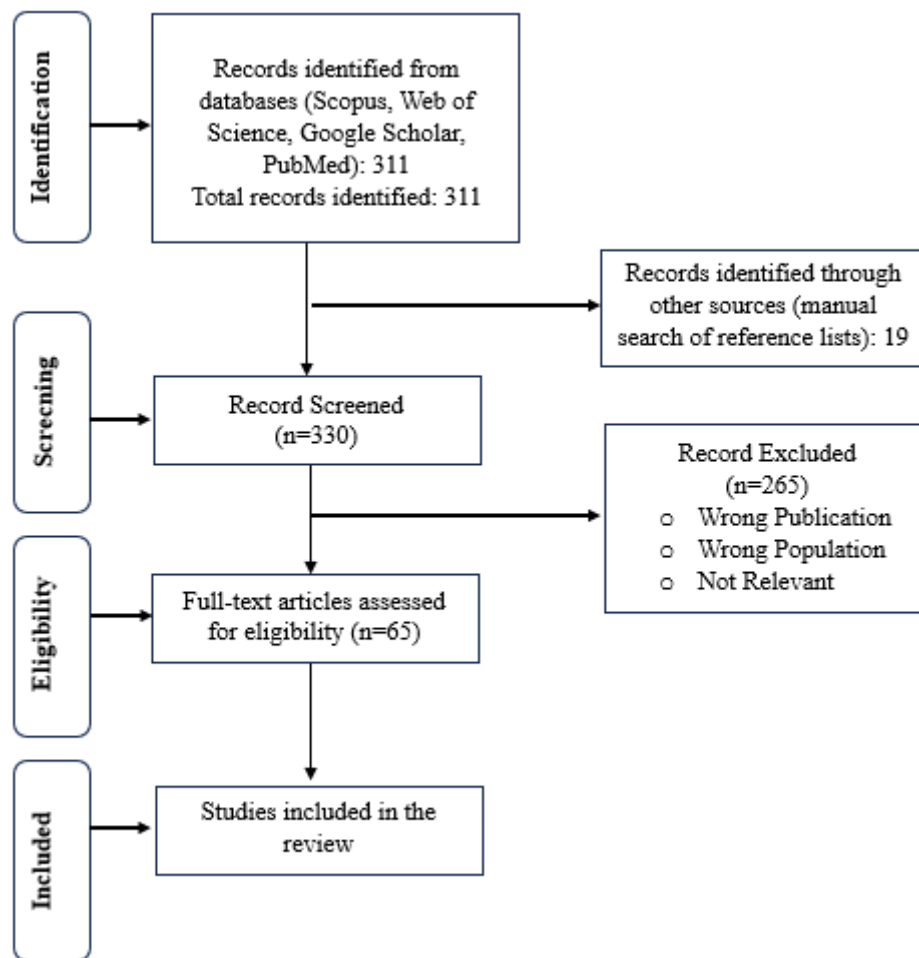 Identification
Records identified from
databases (Scopus, Web of
Science, Google Scholar,
PubMed): 311
Total records identified: 311
Records identified through
other sources (manual
search of reference lists): 19
Screcning
Record Screened
(n=330)
Record Excluded
(n=265)
o Wrong Publication
o Wrong Population
o Not Relevant
Eligibility
Full-text articles assessed
for eligibility (n=65)
Included
Studies included in the
review